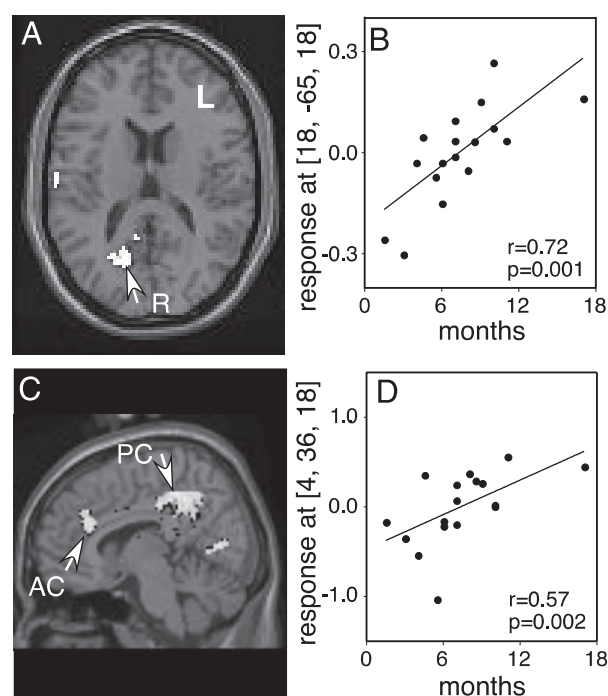 A
L
R
B
response at [18, -65, 18]
0.3
0.0
-0.3
r=0.72
p=0.001
0 6 12 18
months
C
PC
AC
D
response at [4, 36, 18]
1.0
0.0
-1.0
r=0.57
p=0.002
0 6 12 18
months